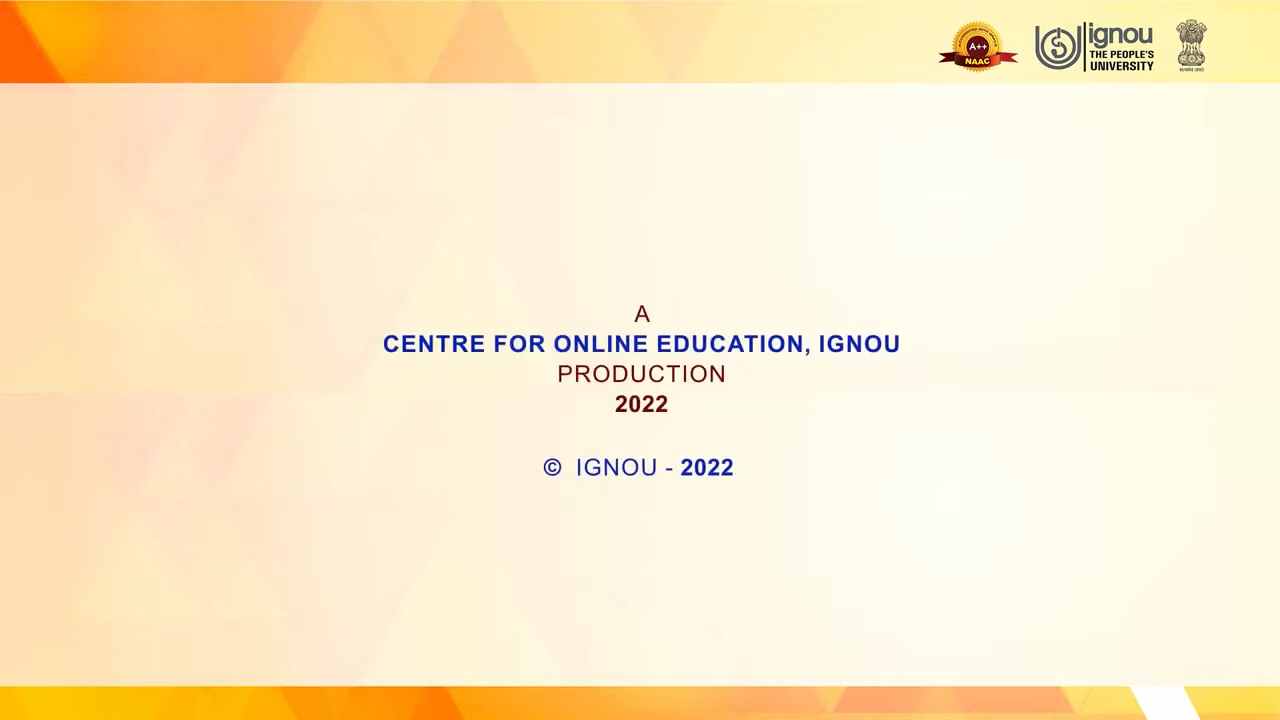 A++
NAAC
ignou
THE PEOPLE'S
UNIVERSITY
A
CENTRE FOR ONLINE EDUCATION, IGNOU
PRODUCTION
2022
© IGNOU - 2022